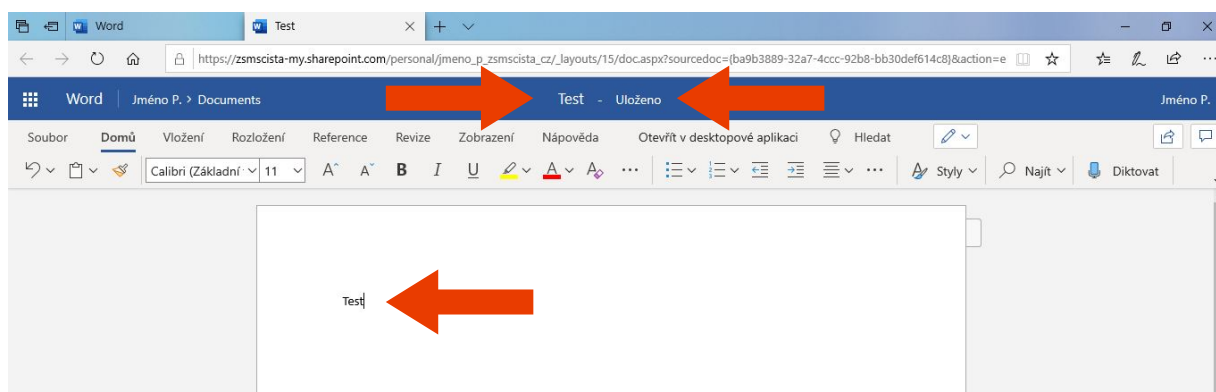 Word Test
https://zsmscista-my.sharepoint.com/personal/jmeno_p_zsmscista_cz/_layouts/15/doc.aspx?sourcedoc={ba9b3889-32a7-4ccc-92b8-bb30def614c8}&action=e
Word Jméno P. > Documents Test - Uloženo Jméno P.
Soubor Domů Vložení Rozložení Reference Revize Zobrazení Nápověda Otevřít v desktopové aplikaci Hledat
Calibri (Základní 11 A A B I U A A Styly Najít Diktovat
Test